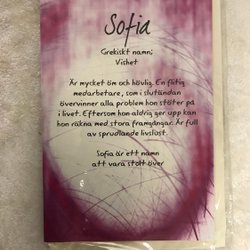 Sofia
Grekiskt namn;
Vishet
Är mycket öm och hövlig. En flitig
medarbetare, som i slutändan
övervinner alla problem hon stöter på
i livet. Eftersom hon aldrig ger upp kan
hon räkna med stora framgångar. Är full
av sprudlande livslust.
Sofia är ett namn
att vara stolt över